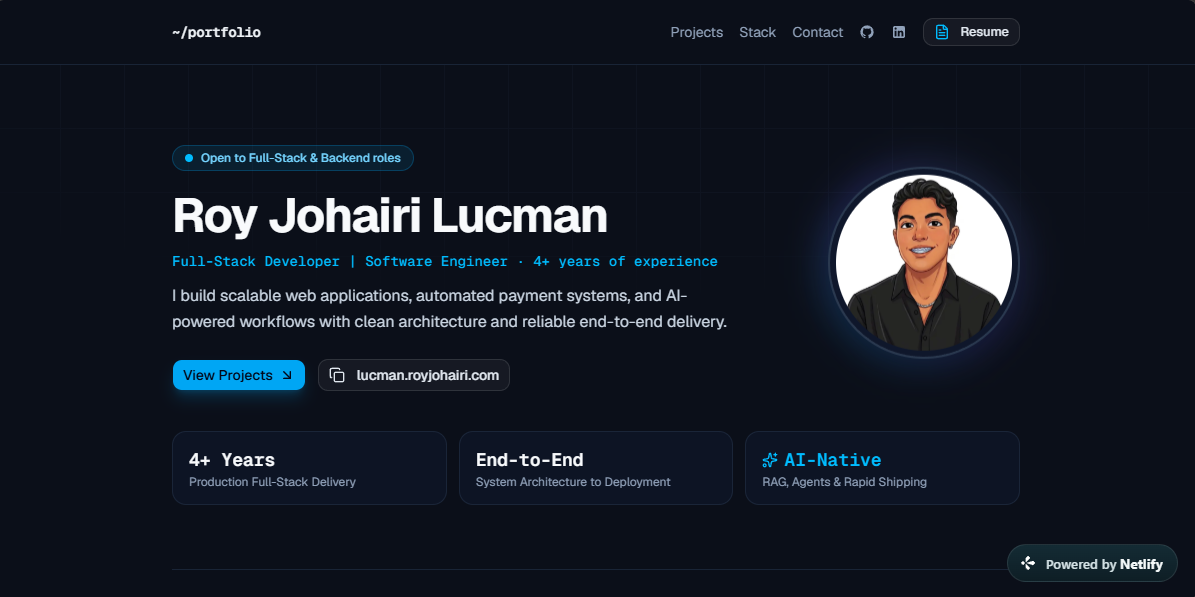 ~/portfolio
Projects
Stack
Contact
Resume
Open to Full-Stack & Backend roles
Roy Johairi Lucman
Full-Stack Developer | Software Engineer · 4+ years of experience
I build scalable web applications, automated payment systems, and AI-
powered workflows with clean architecture and reliable end-to-end delivery.
View Projects
lucman.royjohairi.com
4+ Years
Production Full-Stack Delivery
End-to-End
System Architecture to Deployment
AI-Native
RAG, Agents & Rapid Shipping
Powered by Netlify